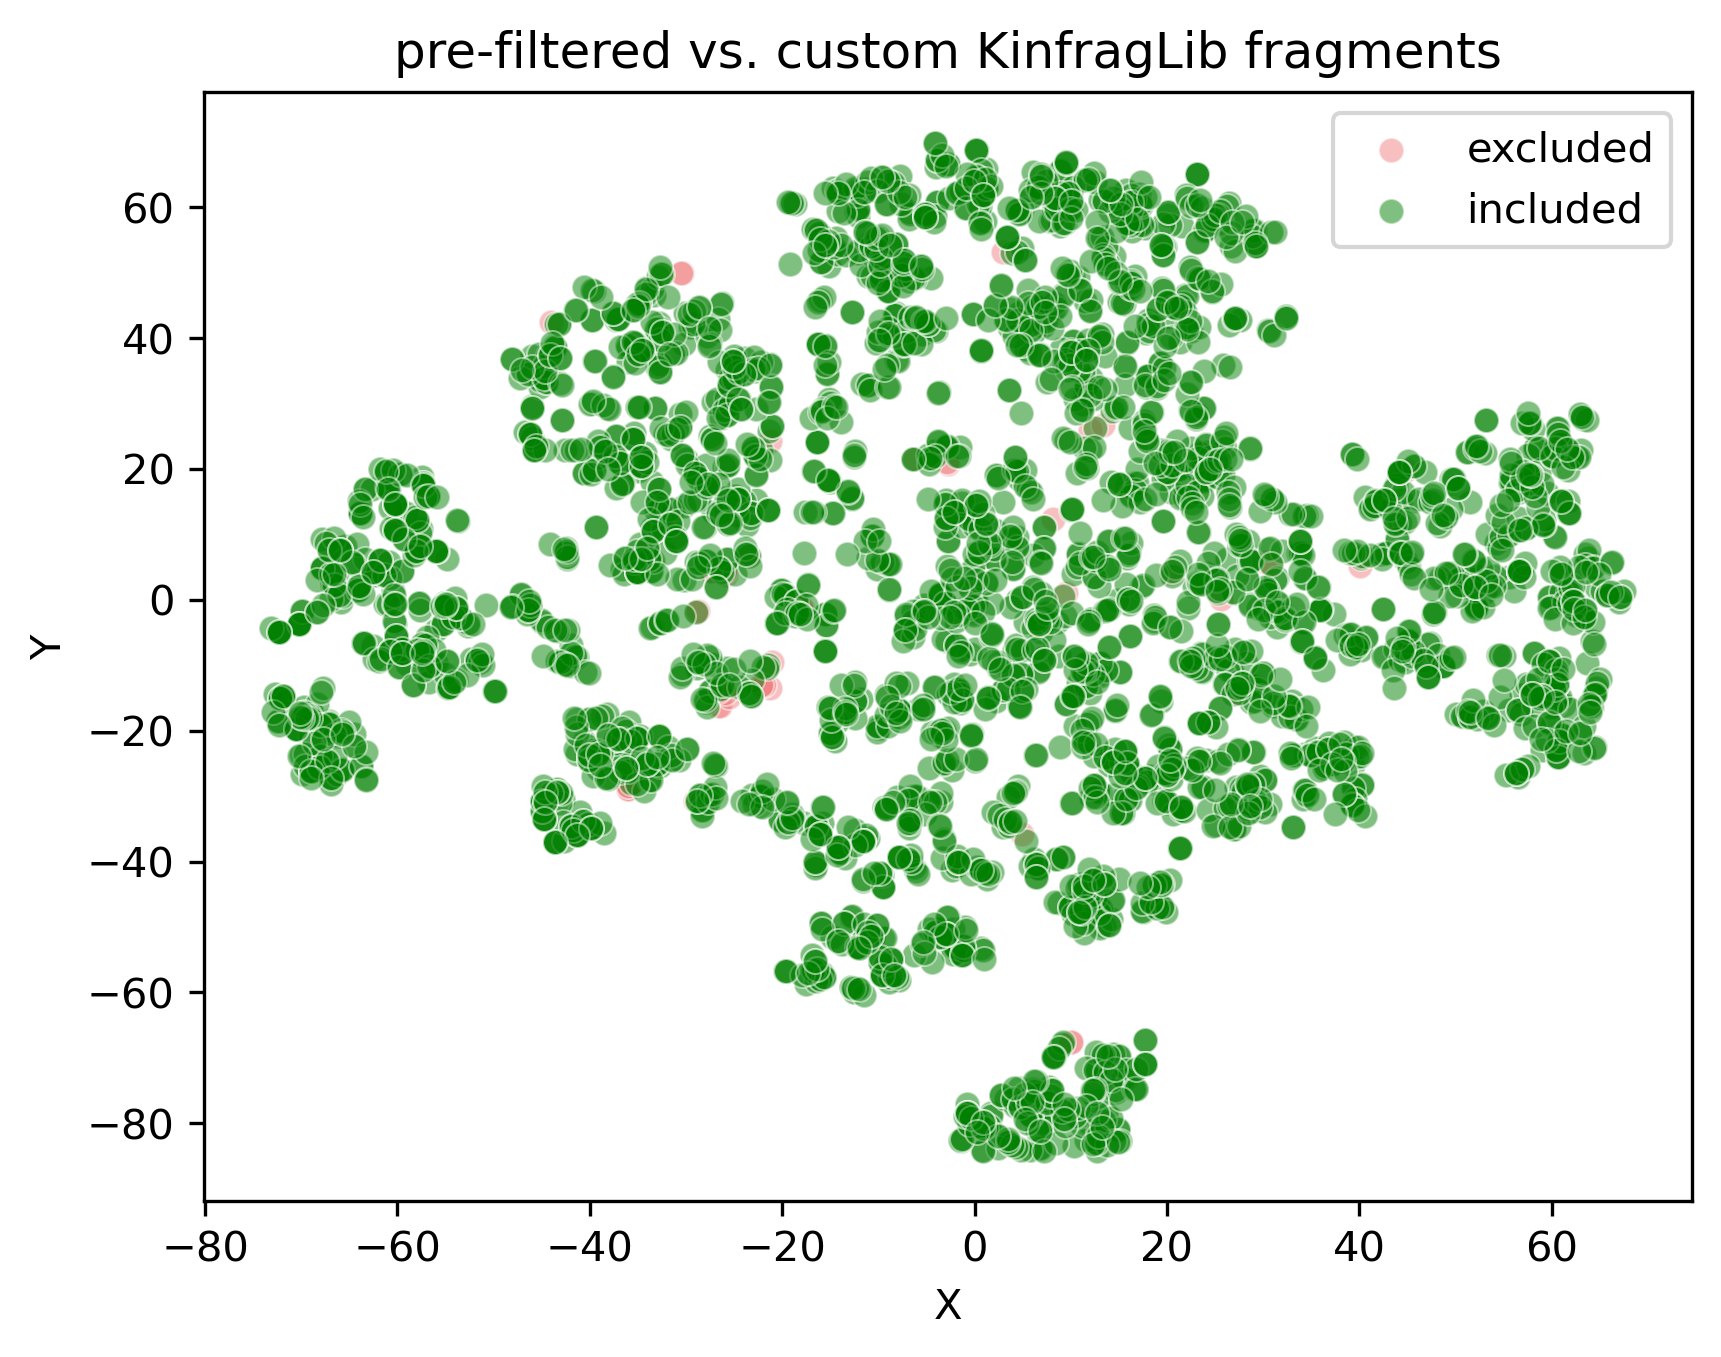 pre-filtered vs. custom KinfragLib fragments
excluded
included
60
40
20
0
−20
−40
−60
−80
Y
−80 −60 −40 −20 0 20 40 60
X